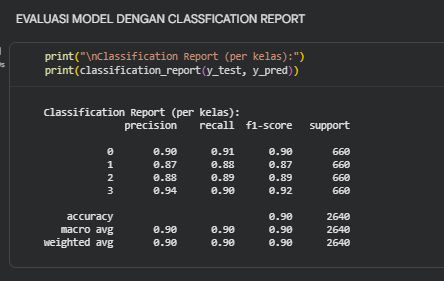 EVALUASI MODEL DENGAN CLASSFICATION REPORT
print("\nClassification Report (per kelas):")
print(classification_report(y_test, y_pred))
Classification Report (per kelas):
precision recall f1-score support
0 0.90 0.91 0.90 660
1 0.87 0.88 0.87 660
2 0.88 0.89 0.89 660
3 0.94 0.90 0.92 660
accuracy 0.90 2640
macro avg 0.90 0.90 0.90 2640
weighted avg 0.90 0.90 0.90 2640